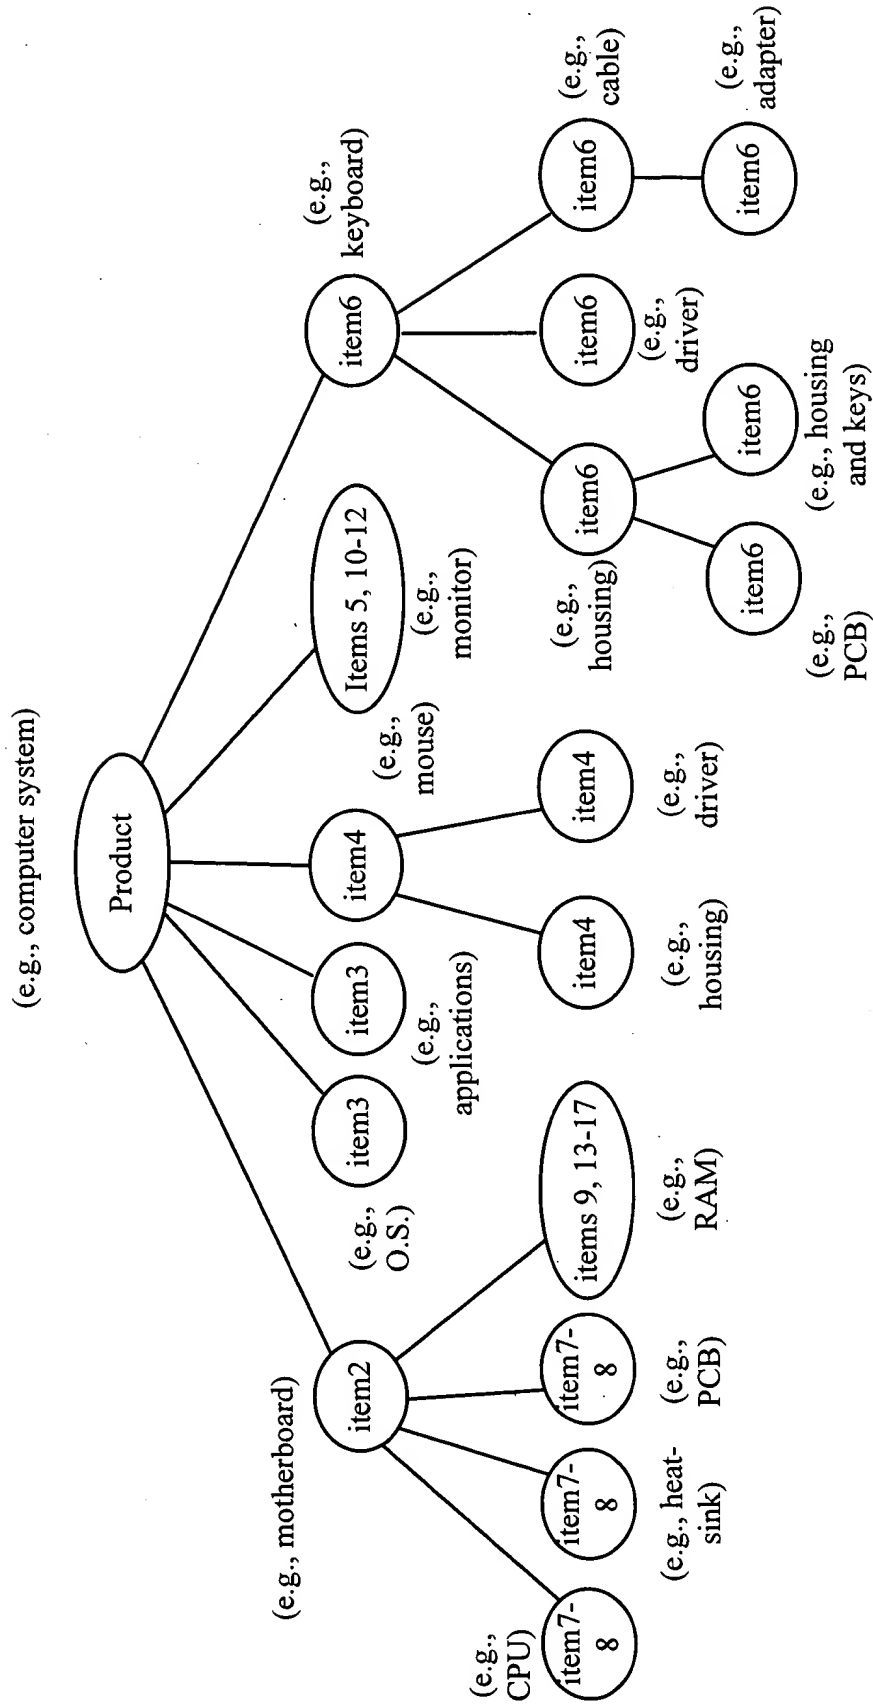 (e.g., computer system)
Product
(e.g., motherboard)
item2
(e.g.,
O.S.)
item3
item3
(e.g.,
applications)
item4
(e.g.,
mouse)
Items 5, 10-12
(e.g.,
monitor)
item6
(e.g.,
keyboard)
(e.g.,
CPU)
item7-
8
item7-
8
(e.g., heat-
sink)
item7-
8
(e.g.,
PCB)
items 9, 13-17
(e.g.,
RAM)
item4
(e.g.,
housing)
item4
(e.g.,
driver)
(e.g.,
housing)
item6
item6
(e.g.,
driver)
item6
(e.g.,
cable)
item6
(e.g.,
PCB)
item6
(e.g., housing
and keys)
item6
(e.g.,
adapter)